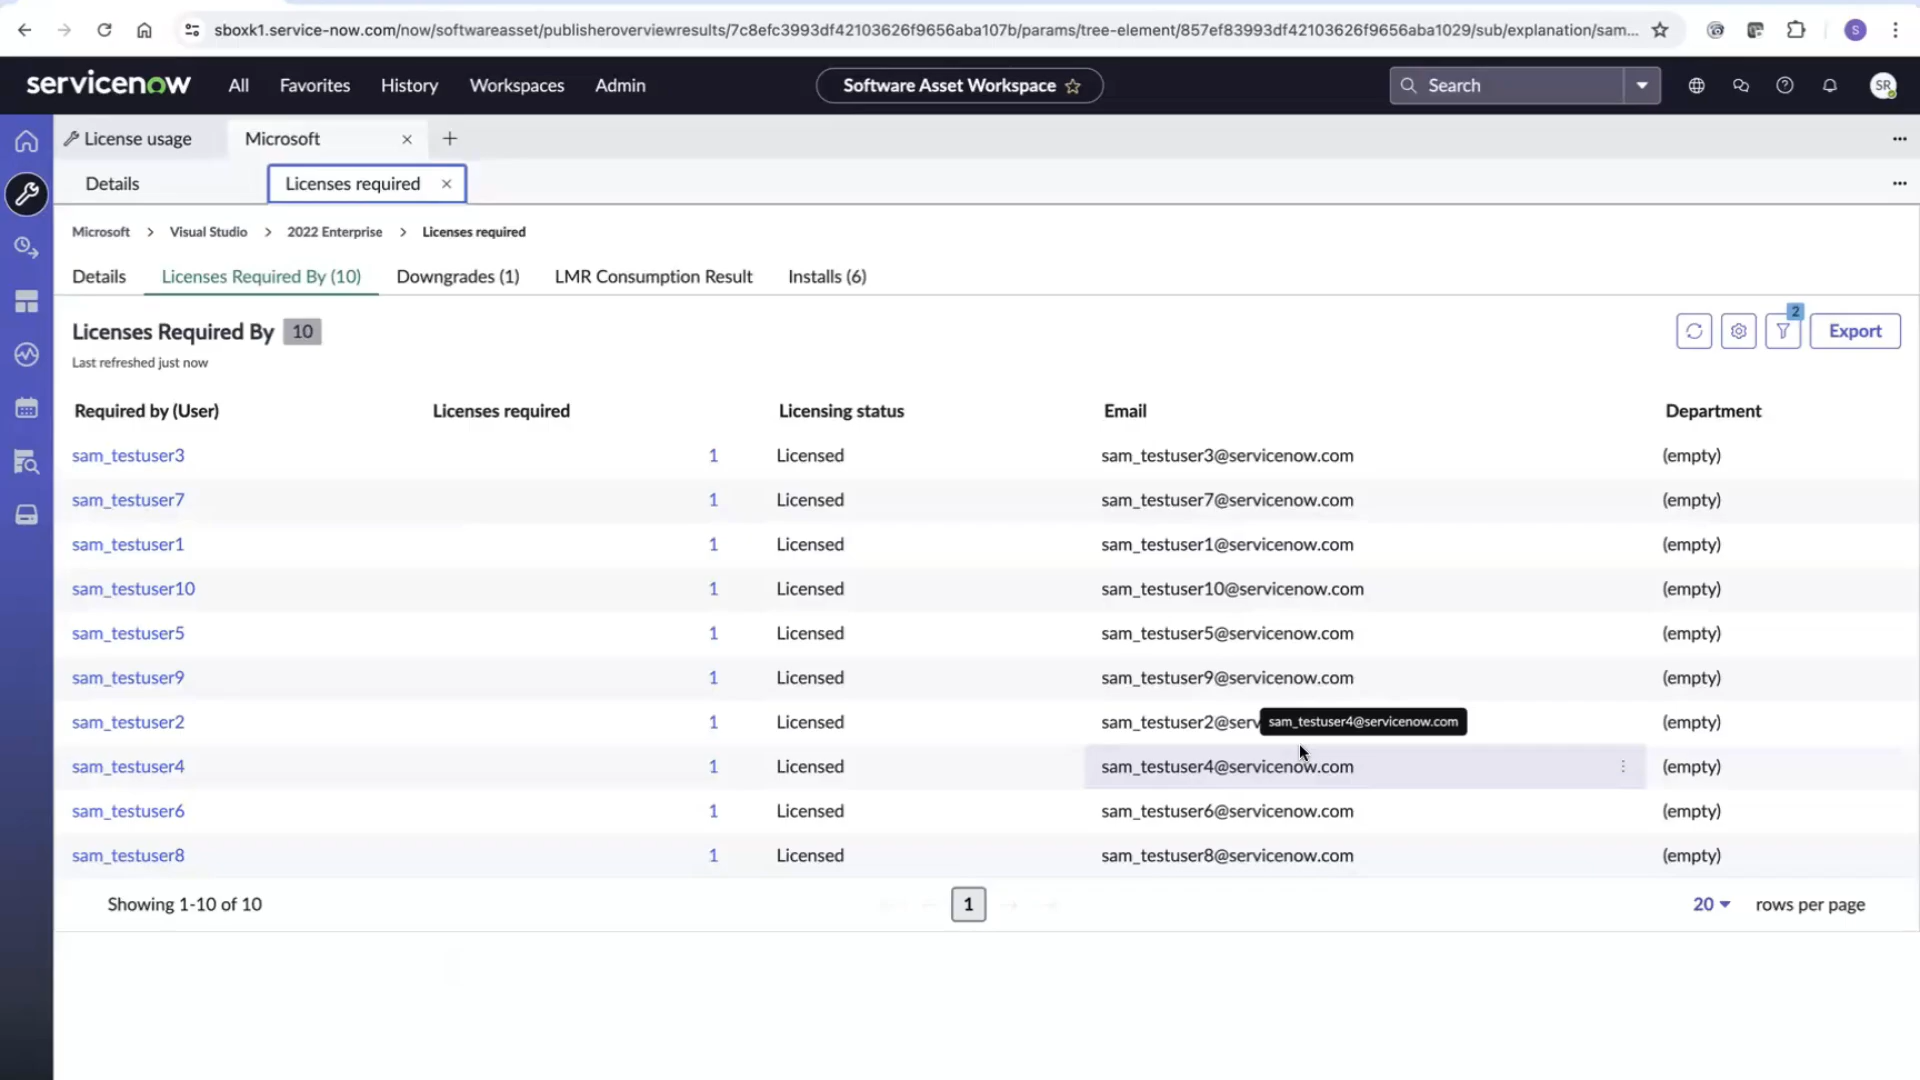 sboxk1.service-now.com/now/softwareasset/publisheroverviewresults/7c8efc3993df42103626f9656aba107b/params/tree-element/857ef83993df42103626f9656aba1029/sub/explanation/sam...
S
servicenow All Favorites History Workspaces Admin Software Asset Workspace Search SR
License usage Microsoft
Details Licenses required
Microsoft > Visual Studio > 2022 Enterprise > Licenses required
Details Licenses Required By (10) Downgrades (1) LMR Consumption Result Installs (6)
Licenses Required By 10 2 Export
Last refreshed just now
Required by (User) Licenses required Licensing status Email Department
sam_testuser3 1 Licensed sam_testuser3@servicenow.com (empty)
sam_testuser7 1 Licensed sam_testuser7@servicenow.com (empty)
sam_testuser1 1 Licensed sam_testuser1@servicenow.com (empty)
sam_testuser10 1 Licensed sam_testuser10@servicenow.com (empty)
sam_testuser5 1 Licensed sam_testuser5@servicenow.com (empty)
sam_testuser9 1 Licensed sam_testuser9@servicenow.com (empty)
sam_testuser2 1 Licensed sam_testuser2@serv sam_testuser4@servicenow.com (empty)
sam_testuser4 1 Licensed sam_testuser4@servicenow.com (empty)
sam_testuser6 1 Licensed sam_testuser6@servicenow.com (empty)
sam_testuser8 1 Licensed sam_testuser8@servicenow.com (empty)
Showing 1-10 of 10 1 20 rows per page